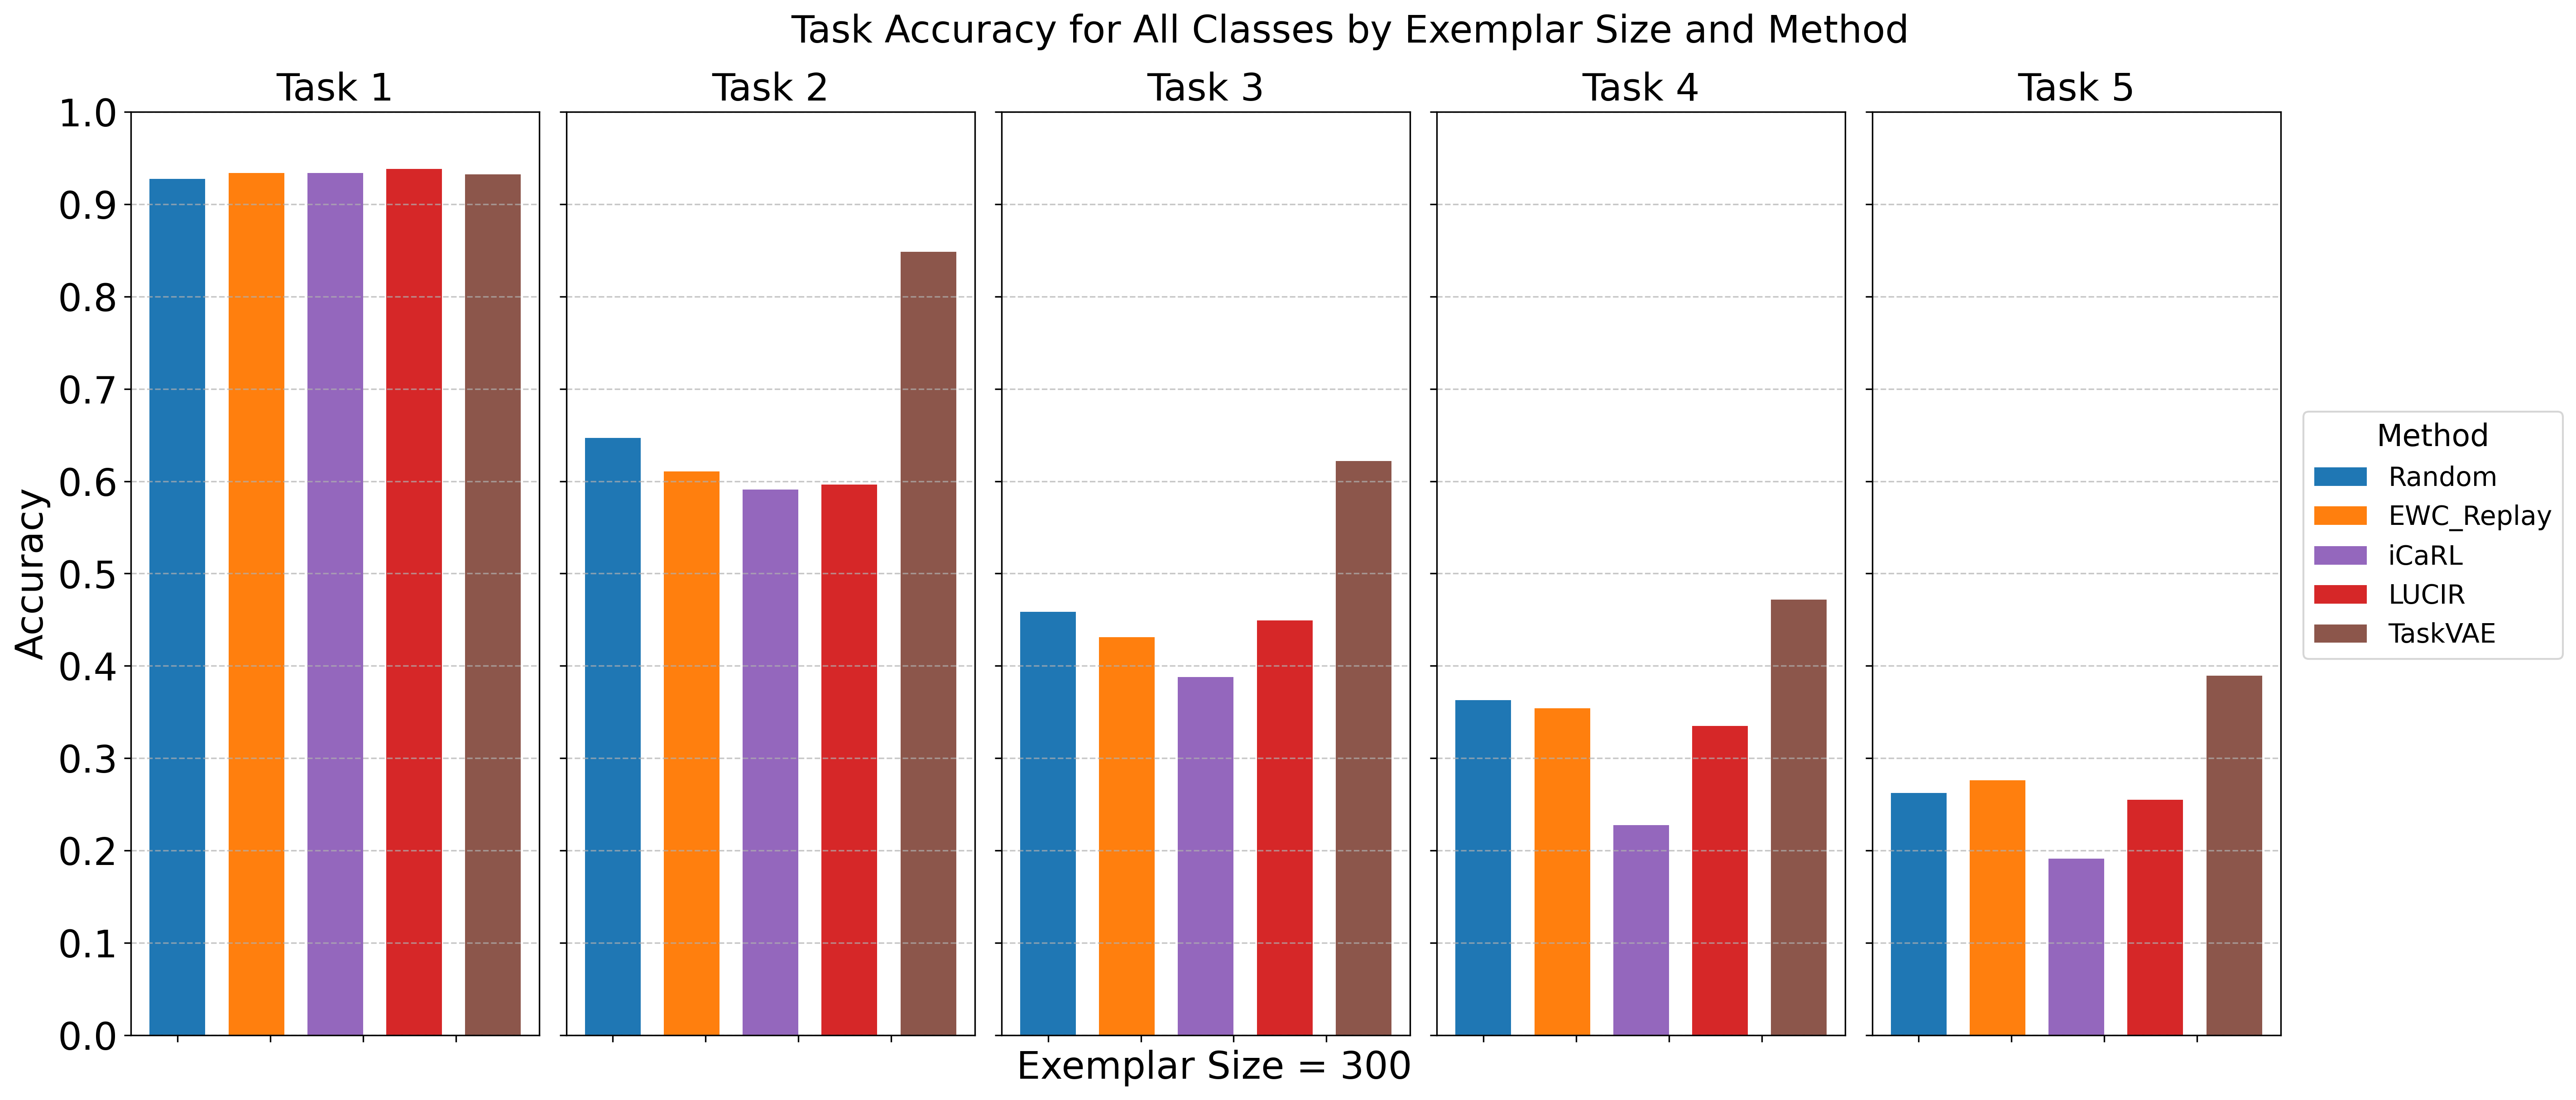 Task Accuracy for All Classes by Exemplar Size and Method
Task 1
Task 2
Task 3
Task 4
Task 5
1.0
0.9
0.8
0.7
0.6
0.5
0.4
0.3
0.2
0.1
0.0
Accuracy
Exemplar Size = 300
Method
Random
EWC_Replay
iCaRL
LUCIR
TaskVAE